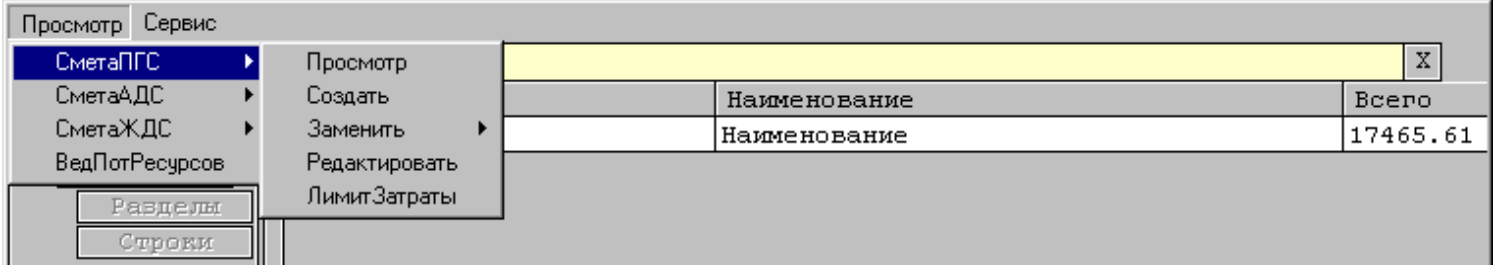 Просмотр Сервис
СметаПГС Просмотр X
СметаАДС Создать Наименование Всего
СметаЖДС Заменить Наименование 17465.61
ВедПотРесурсов Редактировать
Разделы ЛимитЗатраты
Строки